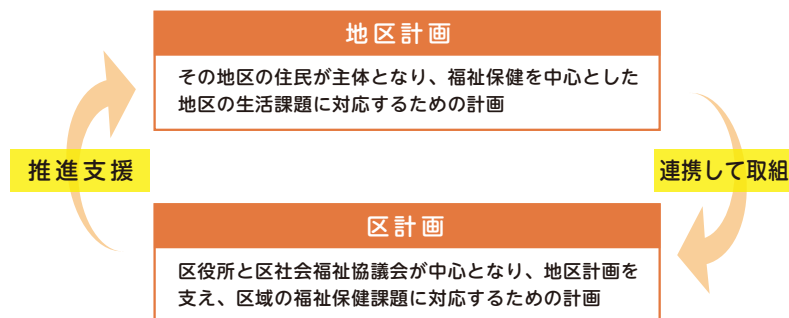 地区計画
その地区の住民が主体となり、福祉保健を中心とした
地区の生活課題に対応するための計画
推進支援
連携して取組
区計画
区役所と区社会福祉協議会が中心となり、地区計画を
支え、区域の福祉保健課題に対応するための計画